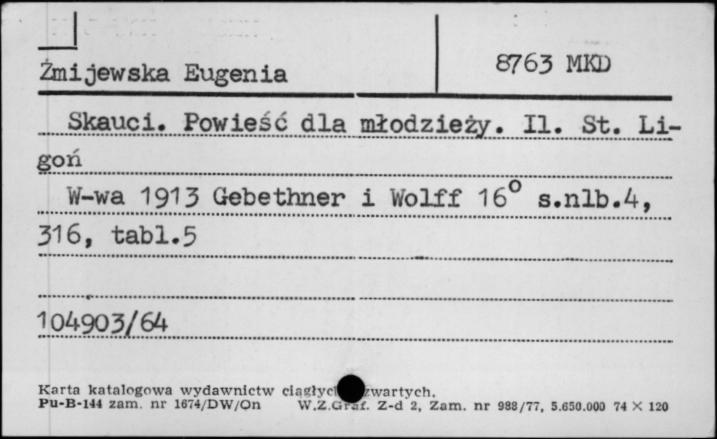 Żmijewska Eugenia
8763 MKD
Skauci. Powieść dla młodzieży. Il. St. Li-
goń
W-wa 1913 Gebethner i Wolff 16° s.nlb.4,
316, tabl.5
104903/64
Karta katalogowa wydawnictw zwartych.
Pu-B-144 zam. nr 1674/DW/On W.Z.Graf. Z-d 2, Zam. nr 988/77, 5.650.000 74 × 120